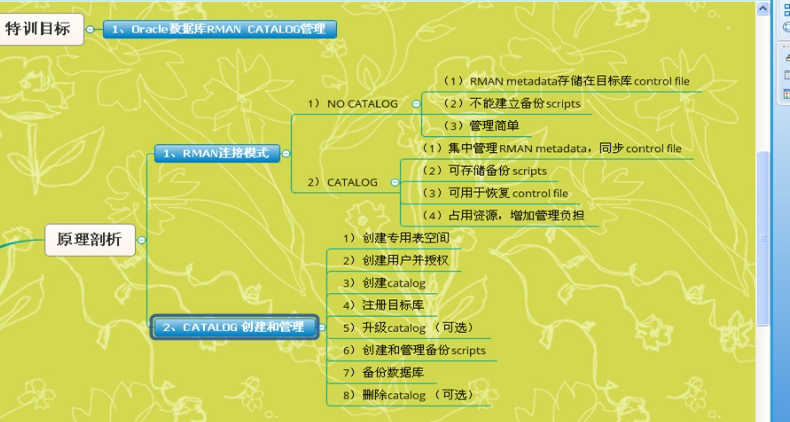 特训目标
1、Oracle数据库RMAN CATALOG管理
原理剖析
1、RMAN连接模式
1）NO CATALOG
（1）RMAN metadata存储在目标库control file
（2）不能建立备份scripts
（3）管理简单
2）CATALOG
（1）集中管理RMAN metadata，同步control file
（2）可存储备份scripts
（3）可用于恢复control file
（4）占用资源，增加管理负担
2、CATALOG 创建和管理
1）创建专用表空间
2）创建用户并授权
3）创建catalog
4）注册目标库
5）升级catalog （可选）
6）创建和管理备份scripts
7）备份数据库
8）删除catalog （可选）